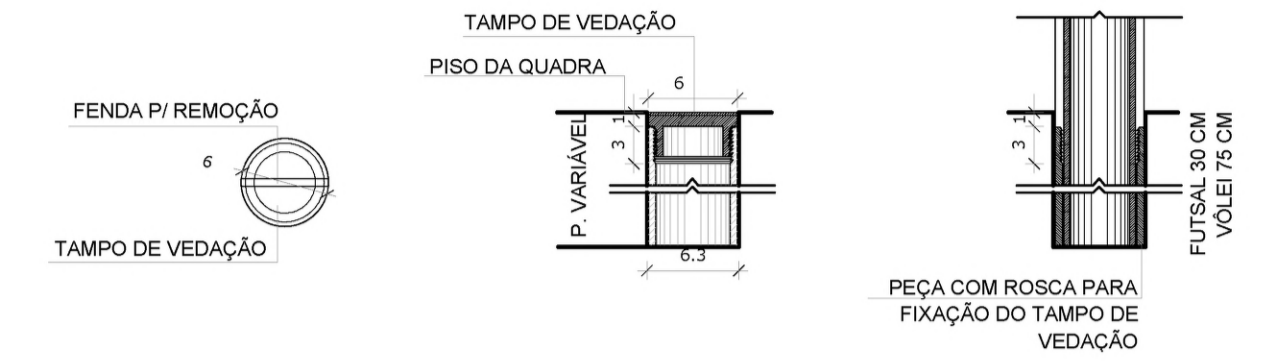 FENDA P/ REMOÇÃO
6
TAMPO DE VEDAÇÃO
TAMPO DE VEDAÇÃO
PISO DA QUADRA
6
1
3
P. VARIÁVEL
6.3
1
3
FUTSAL 30 CM
VÔLEI 75 CM
PEÇA COM ROSCA PARA
FIXAÇÃO DO TAMPO DE
VEDAÇÃO